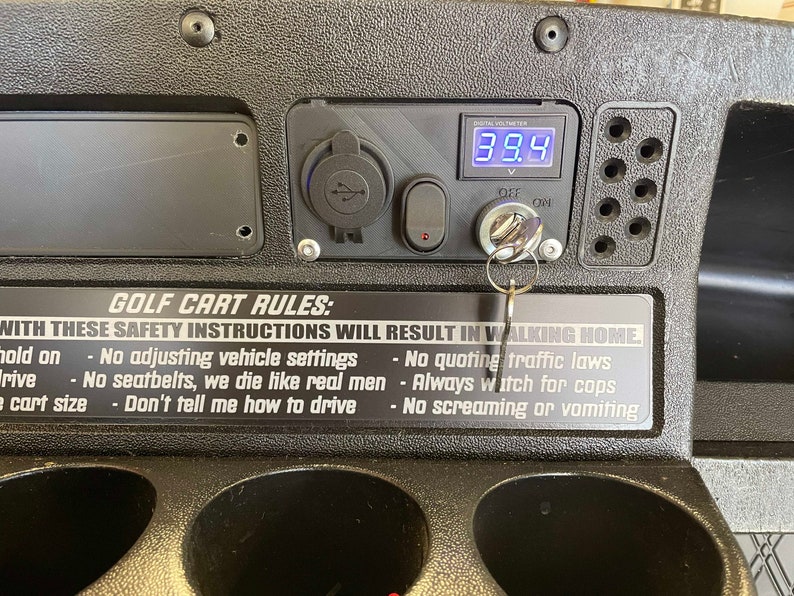 DIGITAL VOLTMETER
39.4
V
OFF
ON
GOLF CART RULES:
WITH THESE SAFETY INSTRUCTIONS WILL RESULT IN WALKING HOME.
hold on - No adjusting vehicle settings - No quoting traffic laws
drive - No seatbelts, we die like real men - Always watch for cops
cart size - Don't tell me how to drive - No screaming or vomiting